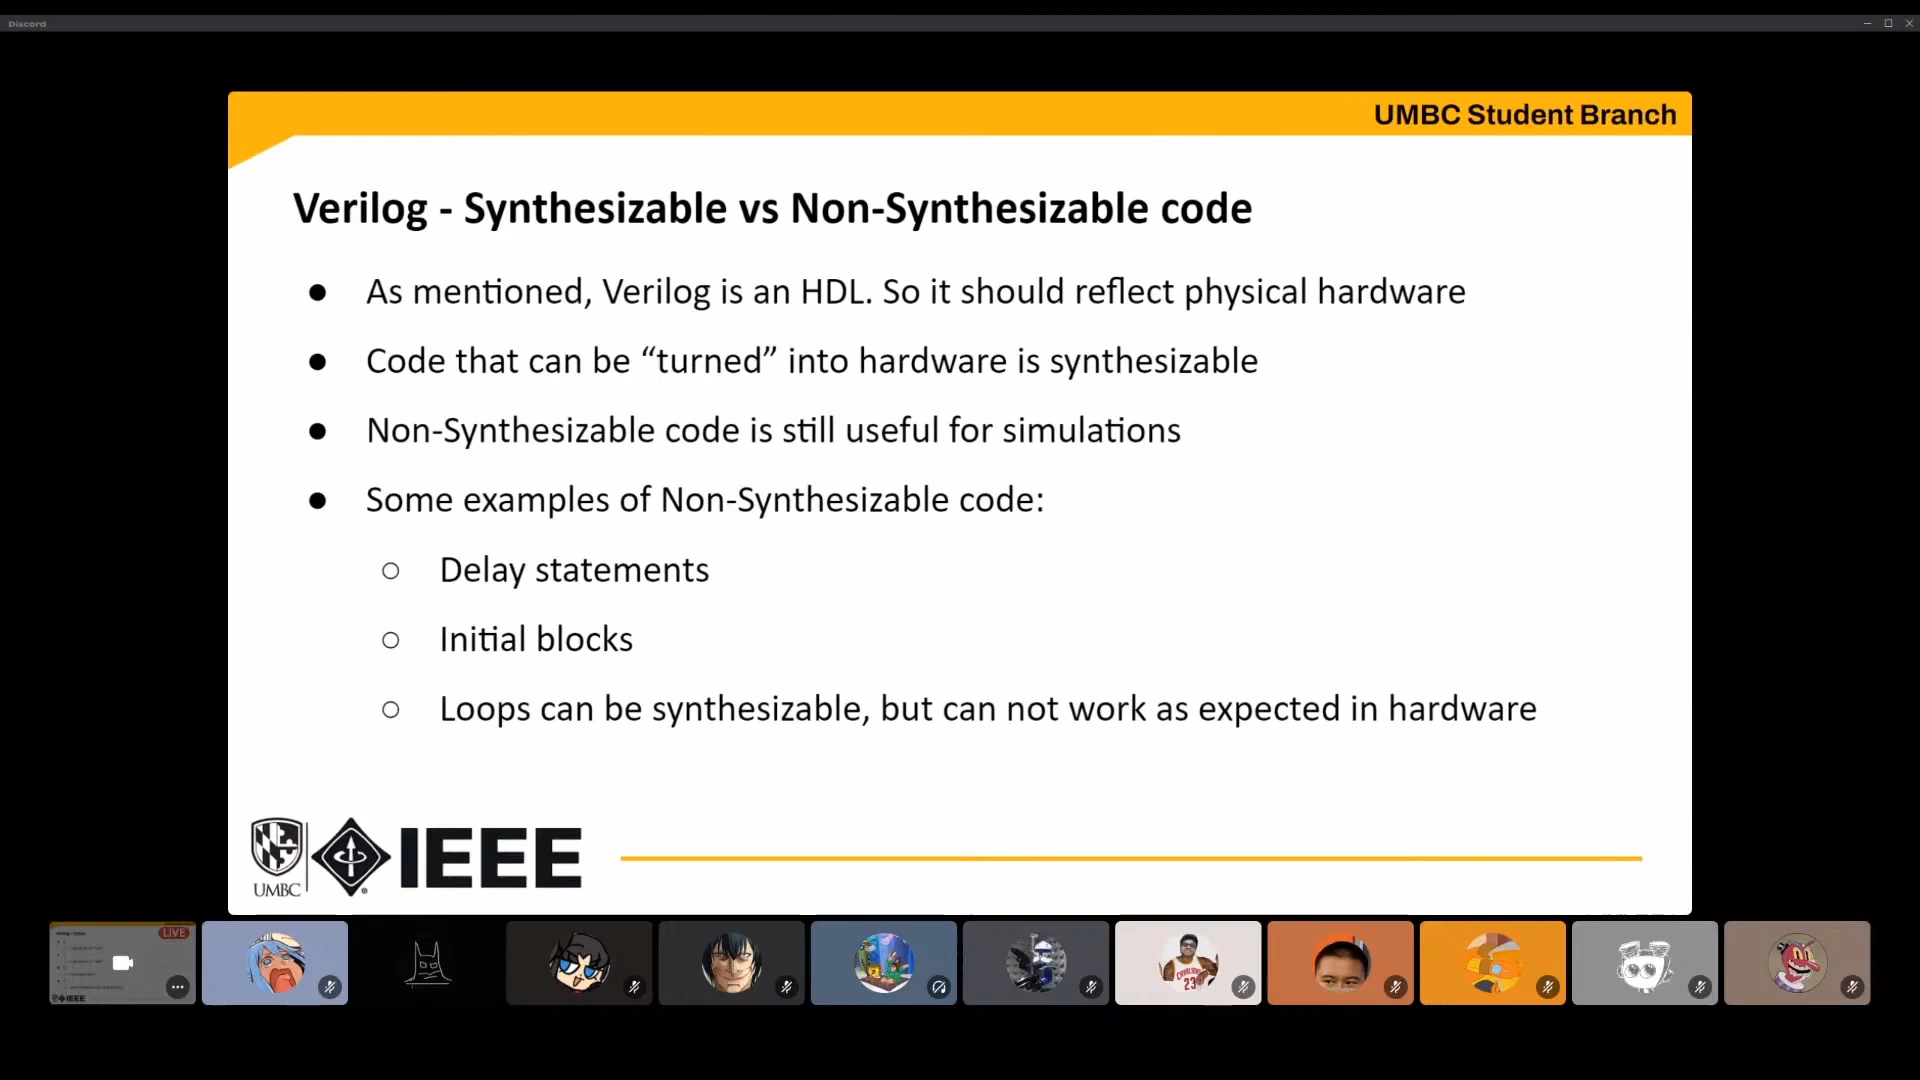 Discord
UMBC Student Branch
Verilog - Synthesizable vs Non-Synthesizable code
● As mentioned, Verilog is an HDL. So it should reflect physical hardware
● Code that can be “turned” into hardware is synthesizable
● Non-Synthesizable code is still useful for simulations
● Some examples of Non-Synthesizable code:
○ Delay statements
○ Initial blocks
○ Loops can be synthesizable, but can not work as expected in hardware
UMBC
IEEE
LIVE
IEEE
CAVALIERS
23